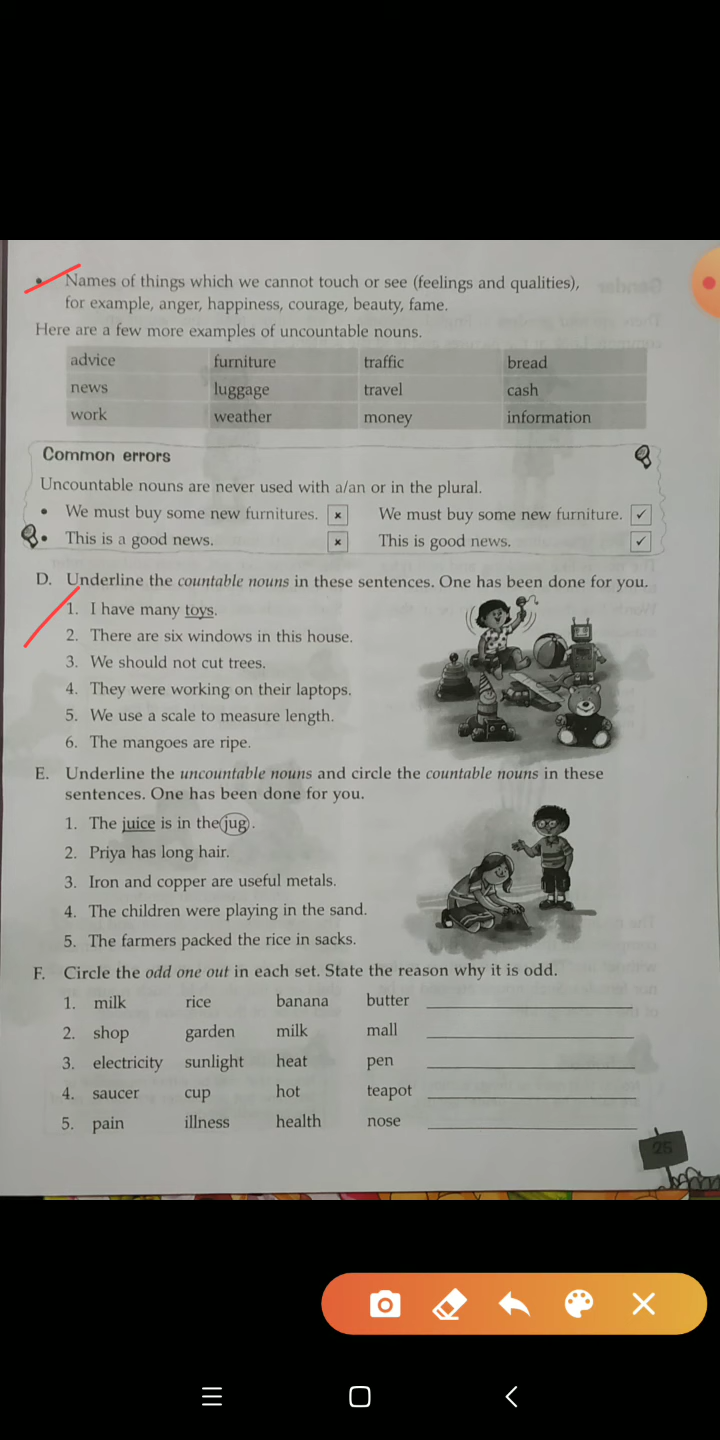 • Names of things which we cannot touch or see (feelings and qualities),
for example, anger, happiness, courage, beauty, fame.
Here are a few more examples of uncountable nouns.
advice furniture traffic bread
news luggage travel cash
work weather money information
Common errors
Uncountable nouns are never used with a/an or in the plural.
• We must buy some new furnitures. × We must buy some new furniture. ✓
• This is a good news. × This is good news. ✓
D. Underline the countable nouns in these sentences. One has been done for you.
1. I have many toys.
2. There are six windows in this house.
3. We should not cut trees.
4. They were working on their laptops.
5. We use a scale to measure length.
6. The mangoes are ripe.
E. Underline the uncountable nouns and circle the countable nouns in these
sentences. One has been done for you.
1. The juice is in the jug.
2. Priya has long hair.
3. Iron and copper are useful metals.
4. The children were playing in the sand.
5. The farmers packed the rice in sacks.
F. Circle the odd one out in each set. State the reason why it is odd.
1. milk rice banana butter
2. shop garden milk mall
3. electricity sunlight heat pen
4. saucer cup hot teapot
5. pain illness health nose
25